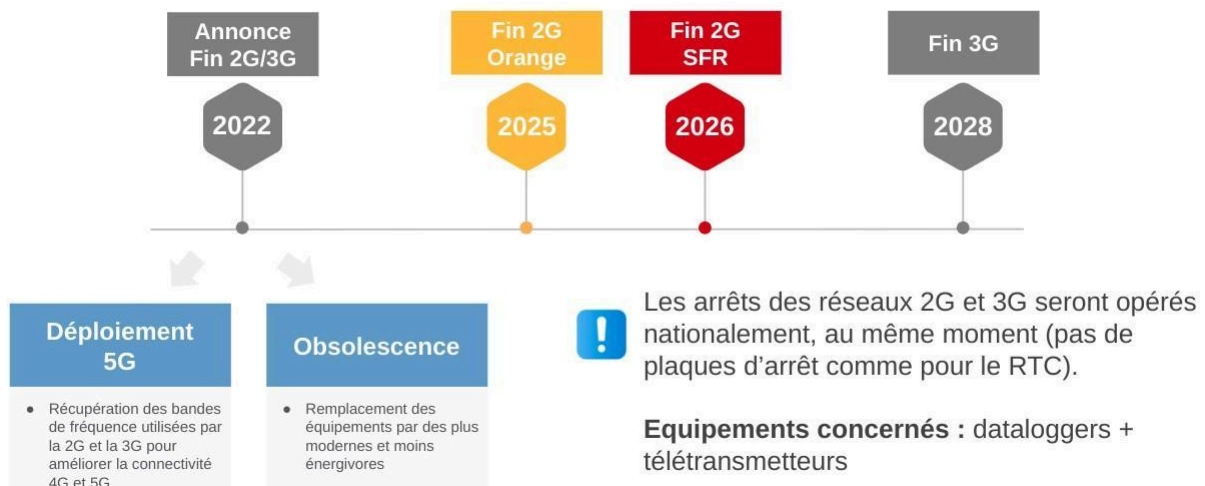 Annonce
Fin 2G/3G
Fin 2G
Orange
Fin 2G
SFR
Fin 3G
2022
2025
2026
2028
Déploiement
5G
● Récupération des bandes
de fréquence utilisées par
la 2G et la 3G pour
améliorer la connectivité
4G et 5G
Obsolescence
● Remplacement des
équipements par des plus
modernes et moins
énergivores
Les arrêts des réseaux 2G et 3G seront opérés
nationalement, au même moment (pas de
plaques d’arrêt comme pour le RTC).
Equipements concernés : dataloggers +
télétransmetteurs